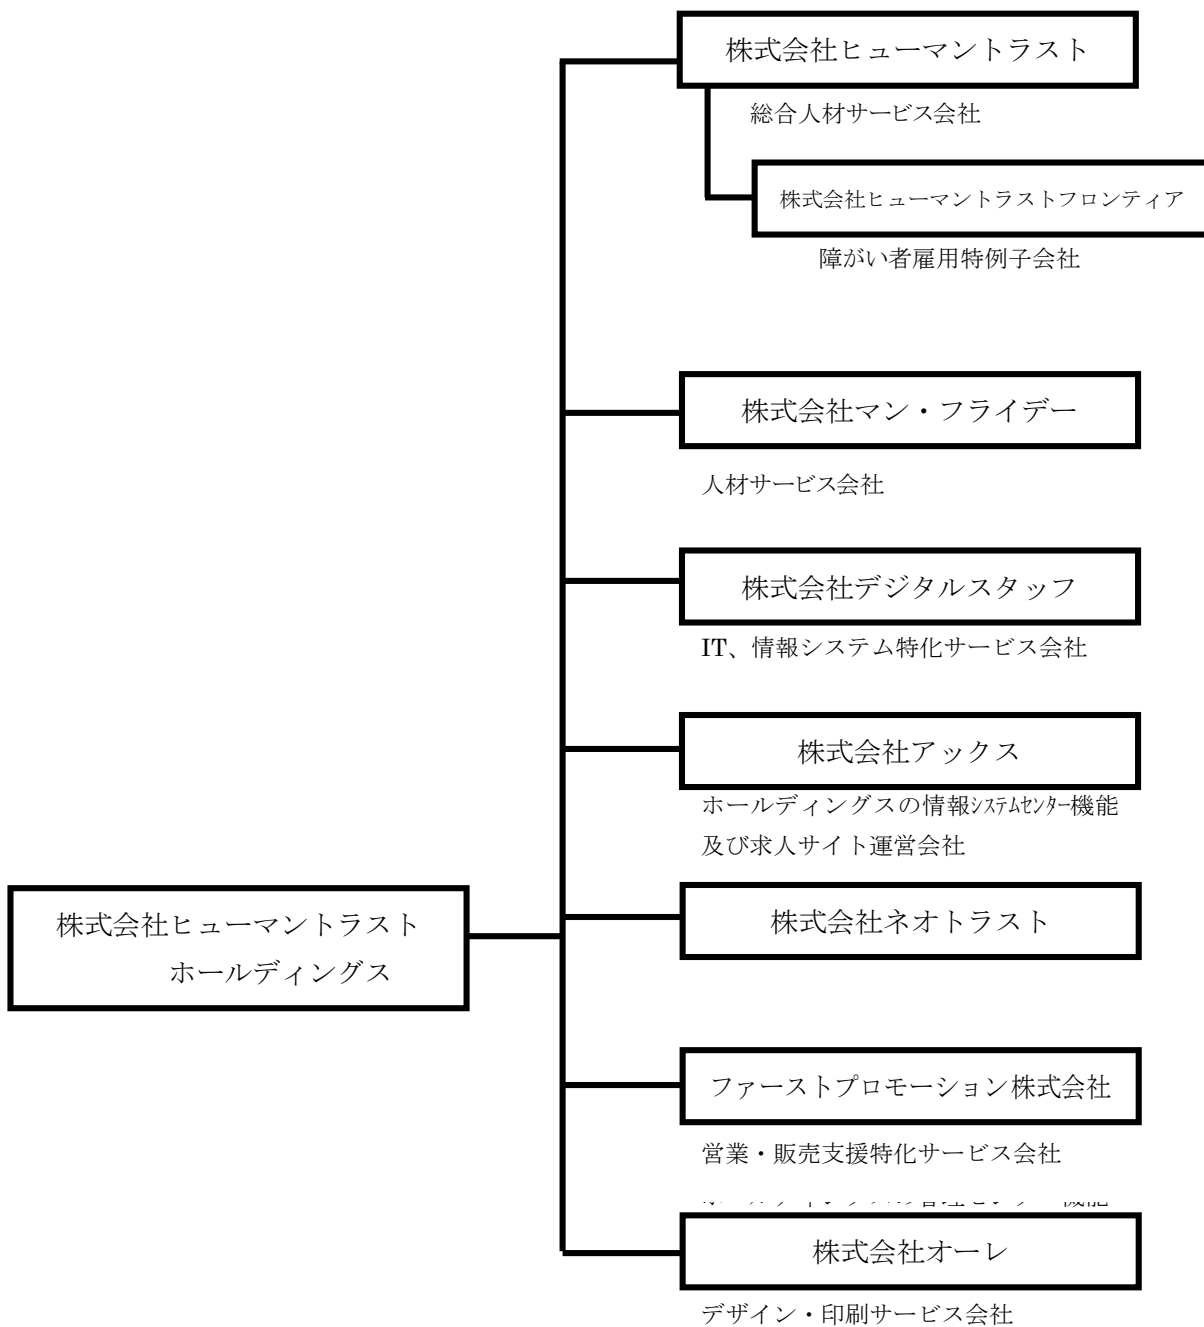 株式会社ヒューマントラスト
総合人材サービス会社
株式会社ヒューマントラストフロンティア
障がい者雇用特例子会社
株式会社マン・フライデー
人材サービス会社
株式会社デジタルスタッフ
IT、情報システム特化サービス会社
株式会社アックス
ホールディングスの情報システムセンター機能
及び求人サイト運営会社
株式会社ヒューマントラスト
ホールディングス
株式会社ネオトラスト
ファーストプロモーション株式会社
営業・販売支援特化サービス会社
株式会社オーレ
デザイン・印刷サービス会社